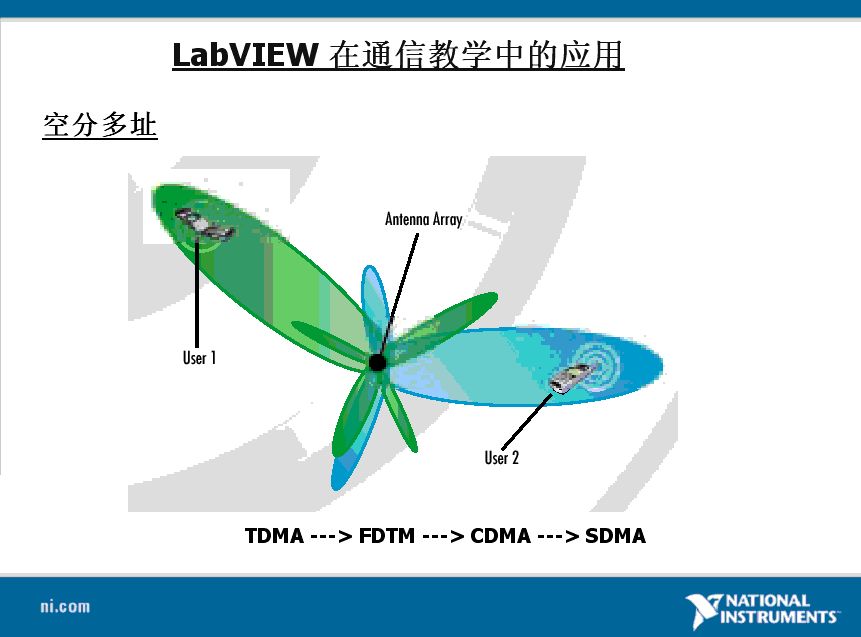 LabVIEW 在通信教学中的应用
空分多址
Antenna Array
User 1
User 2
TDMA ---> FDTM ---> CDMA ---> SDMA
ni.com
NATIONAL
INSTRUMENTS